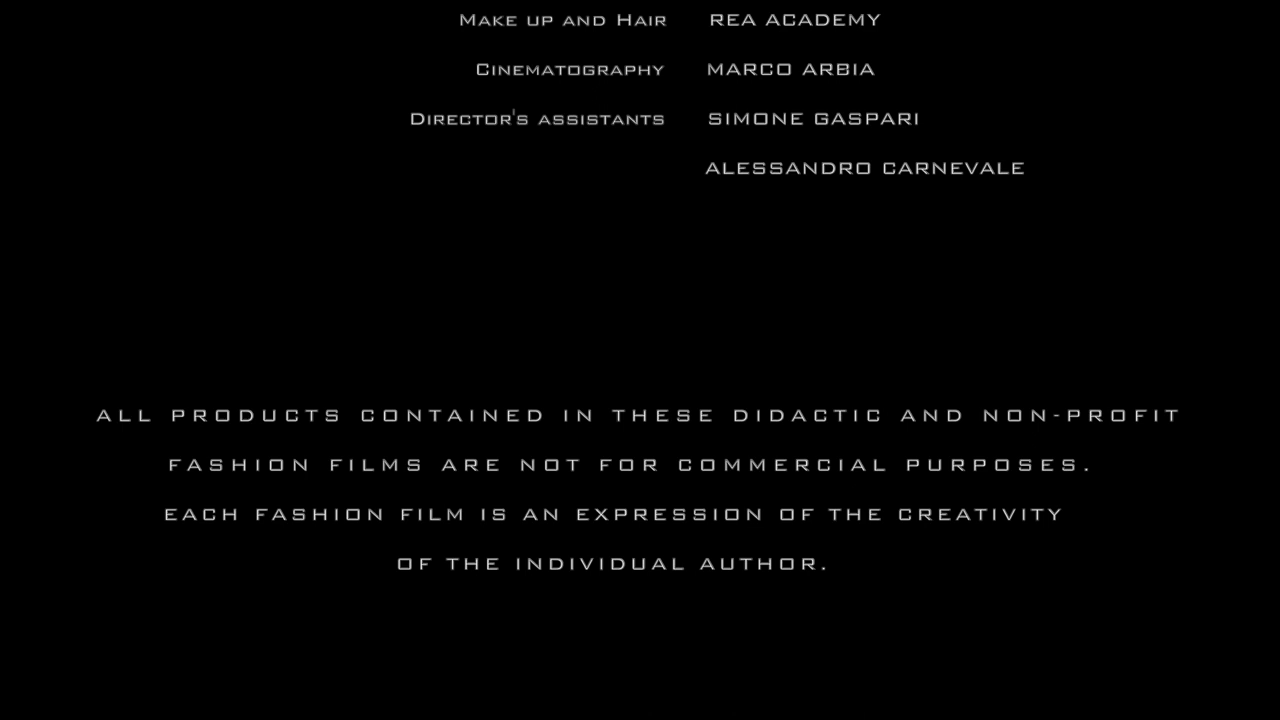 Make up and Hair REA ACADEMY
Cinematography MARCO ARBIA
Director's assistants SIMONE GASPARI
ALESSANDRO CARNEVALE
ALL PRODUCTS CONTAINED IN THESE DIDACTIC AND NON-PROFIT
FASHION FILMS ARE NOT FOR COMMERCIAL PURPOSES.
EACH FASHION FILM IS AN EXPRESSION OF THE CREATIVITY
OF THE INDIVIDUAL AUTHOR.